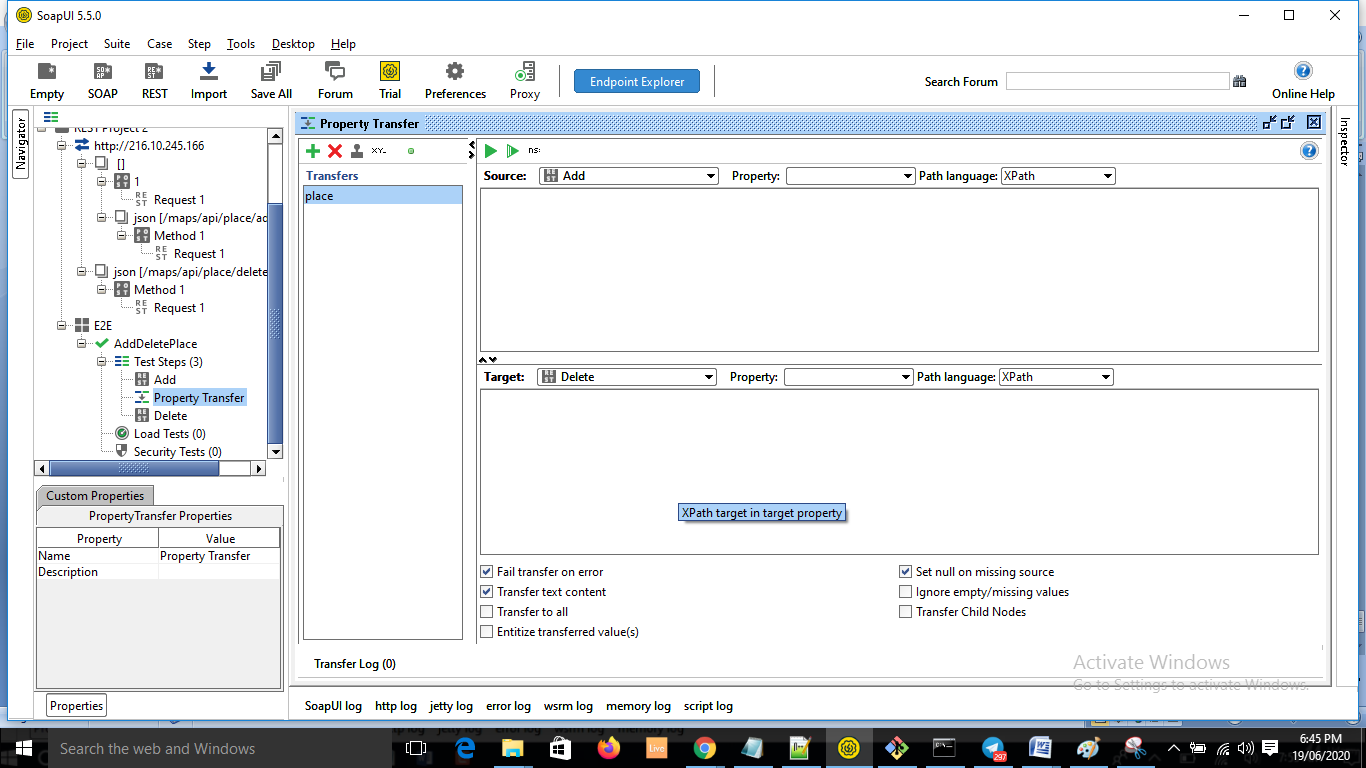 SoapUI 5.5.0
File Project Suite Case Step Tools Desktop Help
Empty SOAP REST Import Save All Forum Trial Preferences Proxy Endpoint Explorer Search Forum Online Help
Navigator
REST Project 2
http://216.10.245.166
[]
1
Request 1
json [/maps/api/place/ad
Method 1
Request 1
json [/maps/api/place/delete
Method 1
Request 1
E2E
AddDeletePlace
Test Steps (3)
Add
Property Transfer
Delete
Load Tests (0)
Security Tests (0)
Custom Properties
PropertyTransfer Properties
Property Value
Name Property Transfer
Description
Properties
Property Transfer
XY- ns:
Transfers
place
Source: Add Property: Path language: XPath
Target: Delete Property: Path language: XPath
XPath target in target property
Fail transfer on error Set null on missing source
Transfer text content Ignore empty/missing values
Transfer to all Transfer Child Nodes
Entitize transferred value(s)
Transfer Log (0)
Activate Windows
Go to Settings to activate Windows.
Inspector
SoapUI log http log jetty log error log wsrm log memory log script log
Search the web and Windows
Live
297
6:45 PM
19/06/2020